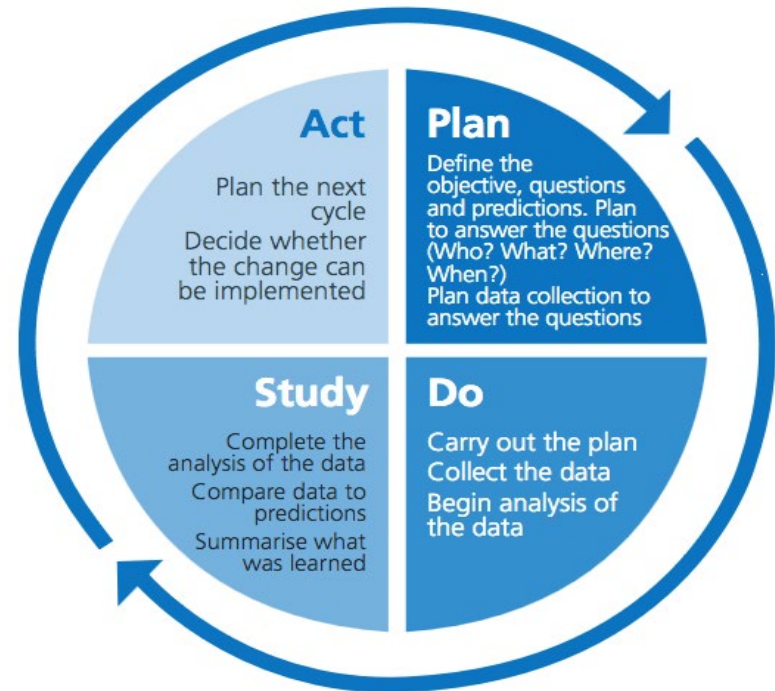 Act
Plan the next
cycle
Decide whether
the change can
be implemented
Plan
Define the
objective, questions
and predictions. Plan
to answer the questions
(Who? What? Where?
When?)
Plan data collection to
answer the questions
Study
Complete the
analysis of the data
Compare data to
predictions
Summarise what
was learned
Do
Carry out the plan
Collect the data
Begin analysis of
the data